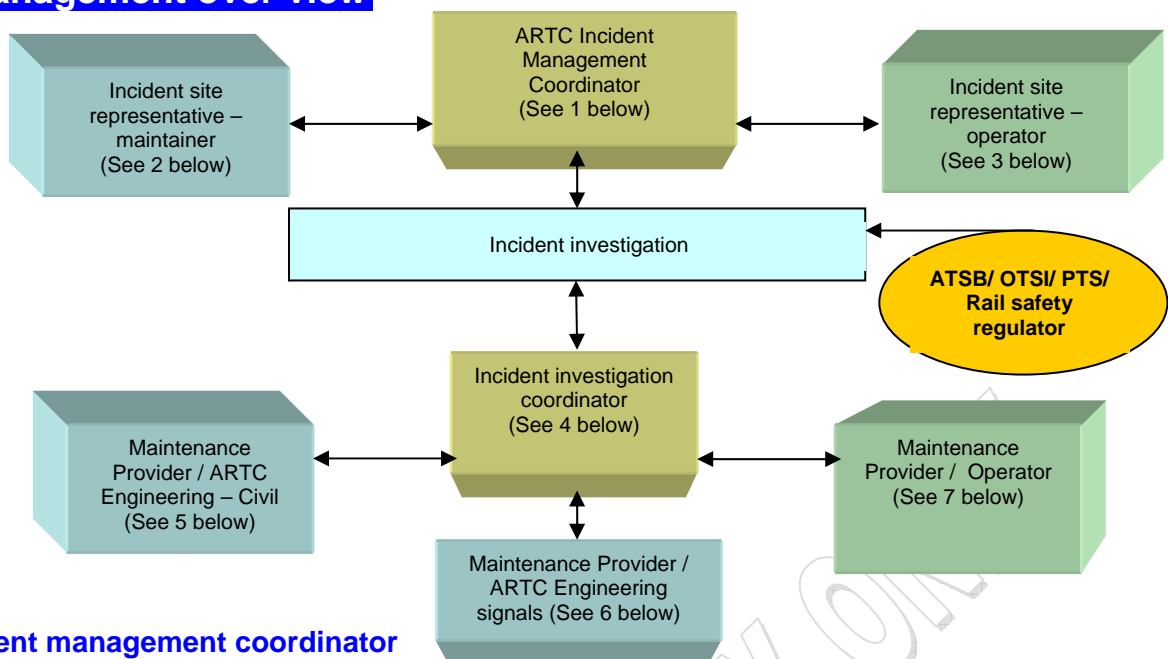 management over view
ARTC Incident
Management
Coordinator
(See 1 below)
Incident site
representative –
maintainer
(See 2 below)
Incident site
representative –
operator
(See 3 below)
Incident investigation
ATSB/ OTSI/ PTS/
Rail safety
regulator
Incident investigation
coordinator
(See 4 below)
Maintenance
Provider / ARTC
Engineering – Civil
(See 5 below)
Maintenance
Provider / Operator
(See 7 below)
Maintenance Provider /
ARTC Engineering
signals (See 6 below)
ent management coordinator